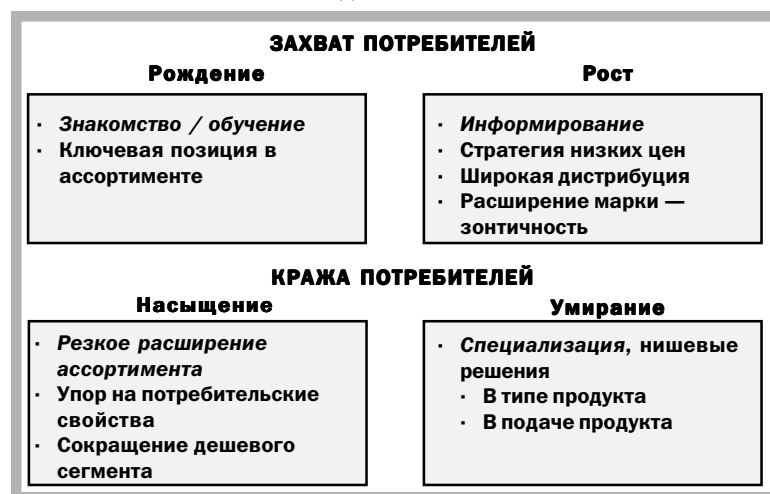 ЗАХВАТ ПОТРЕБИТЕЛЕЙ
Рождение
· Знакомство / обучение
· Ключевая позиция в
ассортименте
Рост
· Информирование
· Стратегия низких цен
· Широкая дистрибуция
· Расширение марки —
зонтичность
КРАЖА ПОТРЕБИТЕЛЕЙ
Насыщение
· Резкое расширение
ассортимента
· Упор на потребительские
свойства
· Сокращение дешевого
сегмента
Умирание
· Специализация, нишевые
решения
· В типе продукта
· В подаче продукта